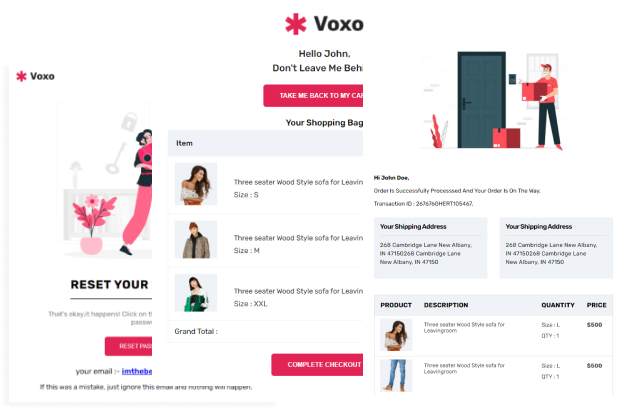 Voxo
RESET YOUR
That's okay,it happens! Click on th
passw
RESET PAS
your email :- imthebe
If this was a mistake, just ignore this email and nothing will happen.
Voxo
Hello John,
Don't Leave Me Behi
TAKE ME BACK TO MY CA
Your Shopping Bag
Item
Three seater Wood Style sofa for Leavin
Size : S
Three seater Wood Style sofa for Leavin
Size : M
Three seater Wood Style sofa for Leavin
Size : XXL
Grand Total :
COMPLETE CHECKOUT
Hi John Doe,
Order Is Successfully Processsed And Your Order Is On The Way,
Transaction ID : 2676760HERT105467,
Your Shipping Address
268 Cambridge Lane New Albany,
IN 47150268 Cambridge Lane
New Albany, IN 47150
Your Shipping Address
268 Cambridge Lane New Albany,
IN 47150268 Cambridge Lane
New Albany, IN 47150
PRODUCT DESCRIPTION QUANTITY PRICE
Three seater Wood Style sofa for Size : L $500
Leavingroom
QTY : 1
Three seater Wood Style sofa for Size : L $500
Leavingroom
QTY : 1